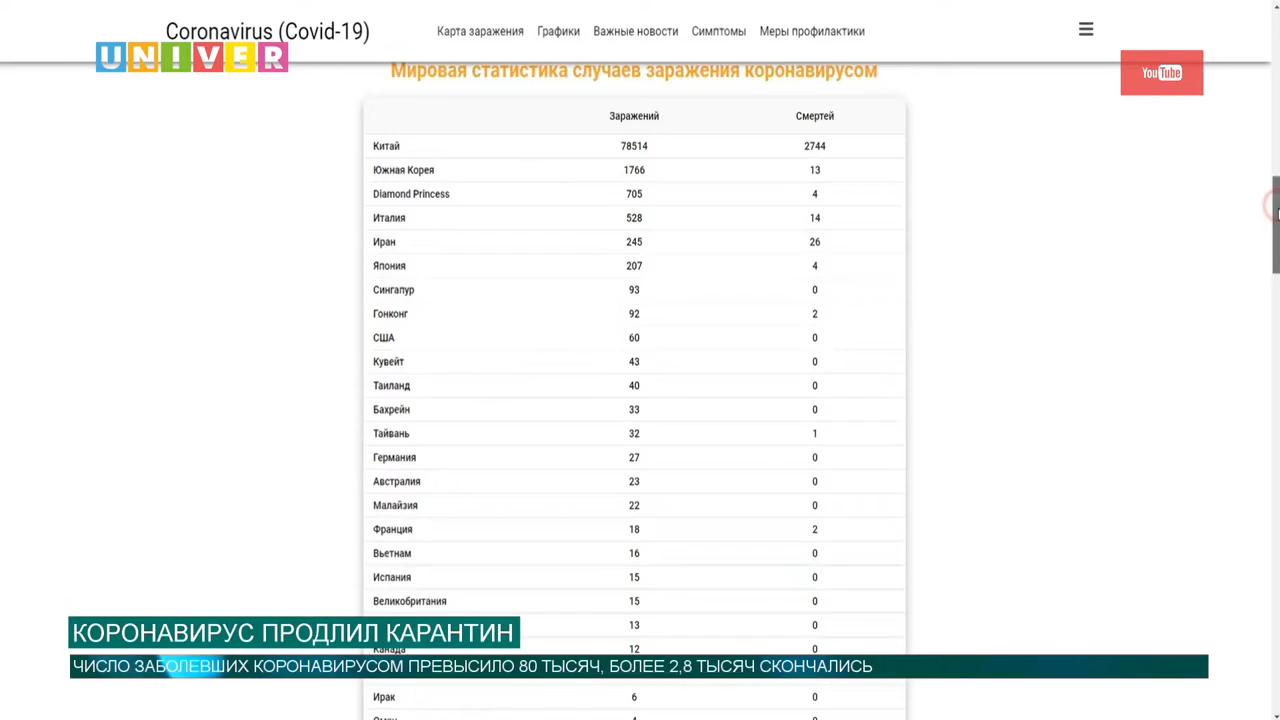 Coronavirus (Covid-19)
Карта заражения Графики Важные новости Симптомы Меры профилактики
UNIVER
YouTube
Мировая статистика случаев заражения коронавирусом
Заражений Смертей
Китай 78514 2744
Южная Корея 1766 13
Diamond Princess 705 4
Италия 528 14
Иран 245 26
Япония 207 4
Сингапур 93 0
Гонконг 92 2
США 60 0
Кувейт 43 0
Таиланд 40 0
Бахрейн 33 0
Тайвань 32 1
Германия 27 0
Австралия 23 0
Малайзия 22 0
Франция 18 2
Вьетнам 16 0
Испания 15 0
Великобритания 15 0
13 0
Канада 12 0
Ирак 6 0
КОРОНАВИРУС ПРОДЛИЛ КАРАНТИН
ЧИСЛО ЗАБОЛЕВШИХ КОРОНАВИРУСОМ ПРЕВЫСИЛО 80 ТЫСЯЧ, БОЛЕЕ 2,8 ТЫСЯЧ СКОНЧАЛИСЬ